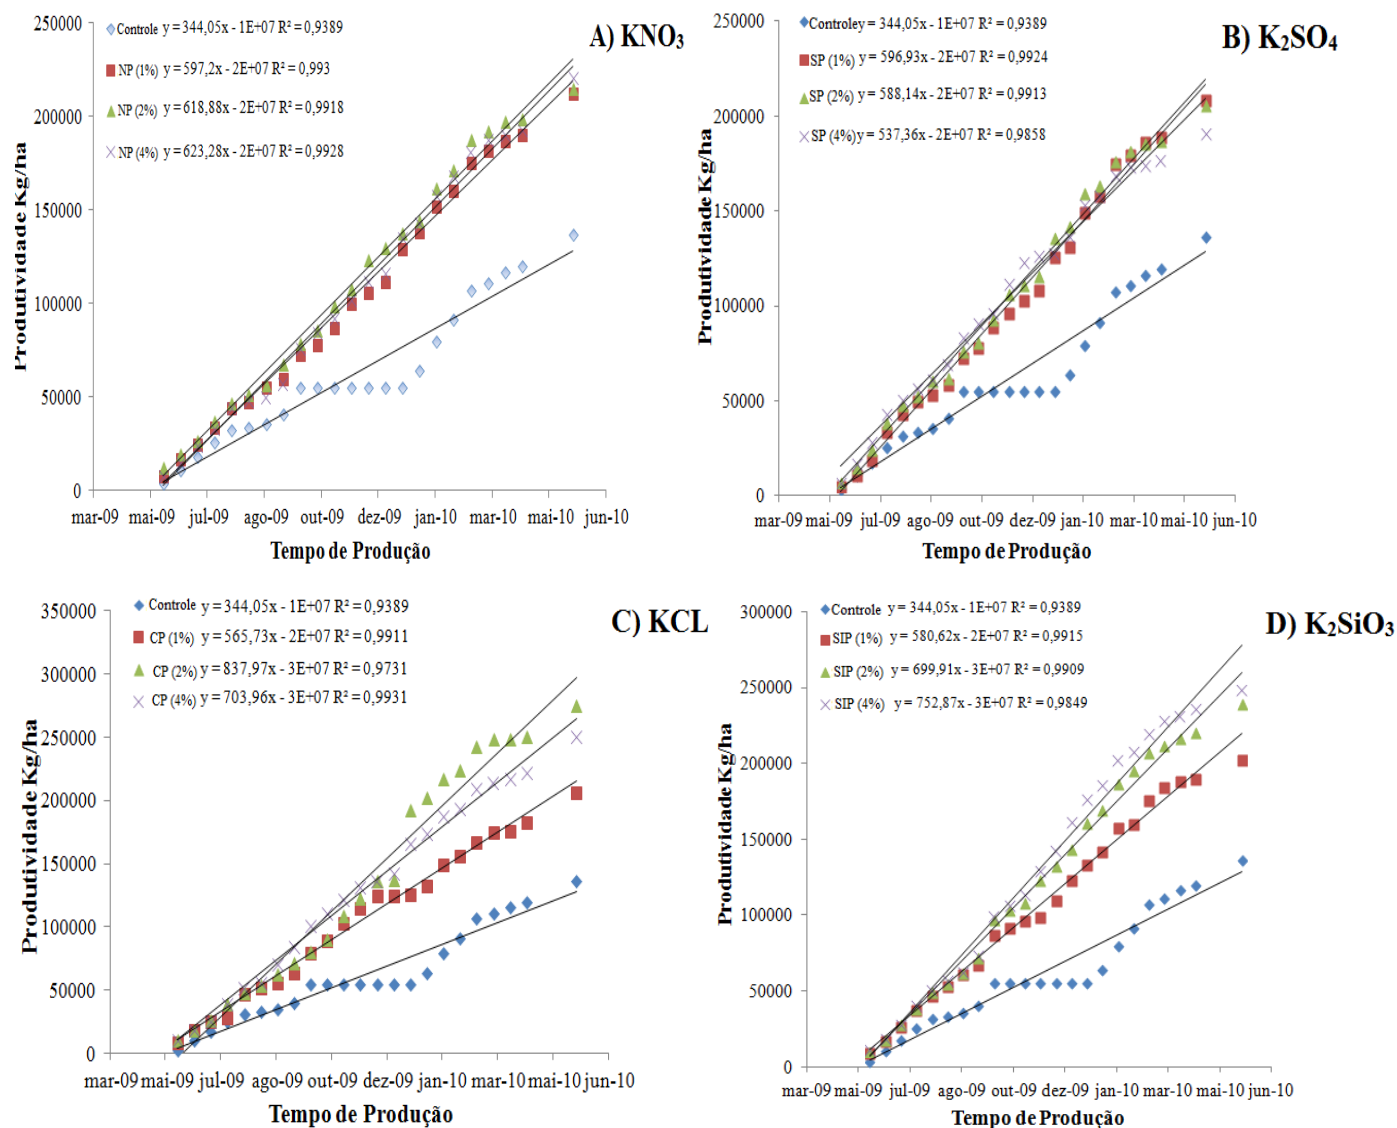 A) KNO₃
Controle y = 344,05x - 1E+07 R² = 0,9389
NP (1%) y = 597,2x - 2E+07 R² = 0,993
NP (2%) y = 618,88x - 2E+07 R² = 0,9918
NP (4%) y = 623,28x - 2E+07 R² = 0,9928
Produtividade Kg/ha
250000
200000
150000
100000
50000
0
mar-09 mai-09 jul-09 ago-09 out-09 dez-09 jan-10 mar-10 mai-10 jun-10
Tempo de Produção
B) K₂SO₄
Controley = 344,05x - 1E+07 R² = 0,9389
SP (1%) y = 596,93x - 2E+07 R² = 0,9924
SP (2%) y = 588,14x - 2E+07 R² = 0,9913
SP (4%) y = 537,36x - 2E+07 R² = 0,9858
Produtividade Kg/ha
250000
200000
150000
100000
50000
0
mar-09 mai-09 jul-09 ago-09 out-09 dez-09 jan-10 mar-10 mai-10 jun-10
Tempo de Produção
C) KCL
Controle y = 344,05x - 1E+07 R² = 0,9389
CP (1%) y = 565,73x - 2E+07 R² = 0,9911
CP (2%) y = 837,97x - 3E+07 R² = 0,9731
CP (4%) y = 703,96x - 3E+07 R² = 0,9931
Produtividade Kg/ha
350000
300000
250000
200000
150000
100000
50000
0
mar-09 mai-09 jul-09 ago-09 out-09 dez-09 jan-10 mar-10 mai-10 jun-10
Tempo de Produção
D) K₂SiO₃
Controle y = 344,05x - 1E+07 R² = 0,9389
SIP (1%) y = 580,62x - 2E+07 R² = 0,9915
SIP (2%) y = 699,91x - 3E+07 R² = 0,9909
SIP (4%) y = 752,87x - 3E+07 R² = 0,9849
Produtividade Kg/ha
300000
250000
200000
150000
100000
50000
0
mar-09 mai-09 jul-09 ago-09 out-09 dez-09 jan-10 mar-10 mai-10 jun-10
Tempo de Produção